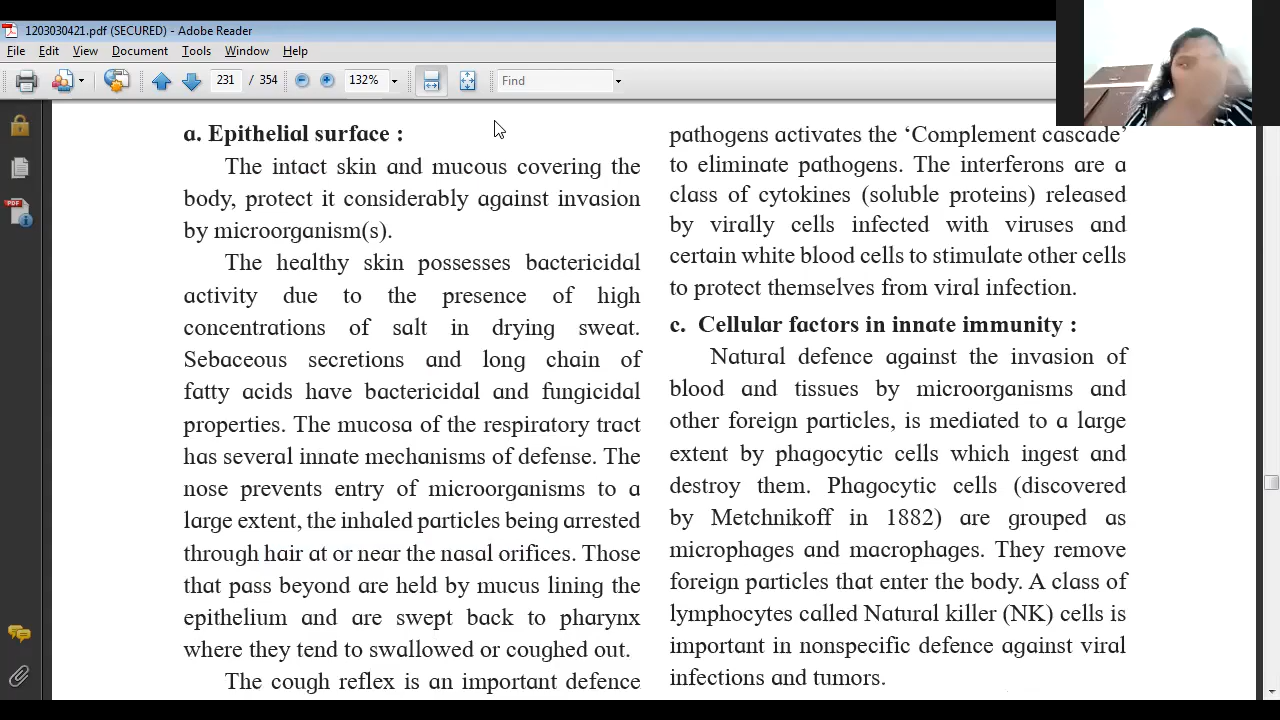 1203030421.pdf (SECURED) - Adobe Reader
File Edit View Document Tools Window Help
231 / 354 132% Find
a. Epithelial surface :
The intact skin and mucous covering the
body, protect it considerably against invasion
by microorganism(s).
The healthy skin possesses bactericidal
activity due to the presence of high
concentrations of salt in drying sweat.
Sebaceous secretions and long chain of
fatty acids have bactericidal and fungicidal
properties. The mucosa of the respiratory tract
has several innate mechanisms of defense. The
nose prevents entry of microorganisms to a
large extent, the inhaled particles being arrested
through hair at or near the nasal orifices. Those
that pass beyond are held by mucus lining the
epithelium and are swept back to pharynx
where they tend to swallowed or coughed out.
The cough reflex is an important defence
pathogens activates the ‘Complement cascade’
to eliminate pathogens. The interferons are a
class of cytokines (soluble proteins) released
by virally cells infected with viruses and
certain white blood cells to stimulate other cells
to protect themselves from viral infection.
c. Cellular factors in innate immunity :
Natural defence against the invasion of
blood and tissues by microorganisms and
other foreign particles, is mediated to a large
extent by phagocytic cells which ingest and
destroy them. Phagocytic cells (discovered
by Metchnikoff in 1882) are grouped as
microphages and macrophages. They remove
foreign particles that enter the body. A class of
lymphocytes called Natural killer (NK) cells is
important in nonspecific defence against viral
infections and tumors.